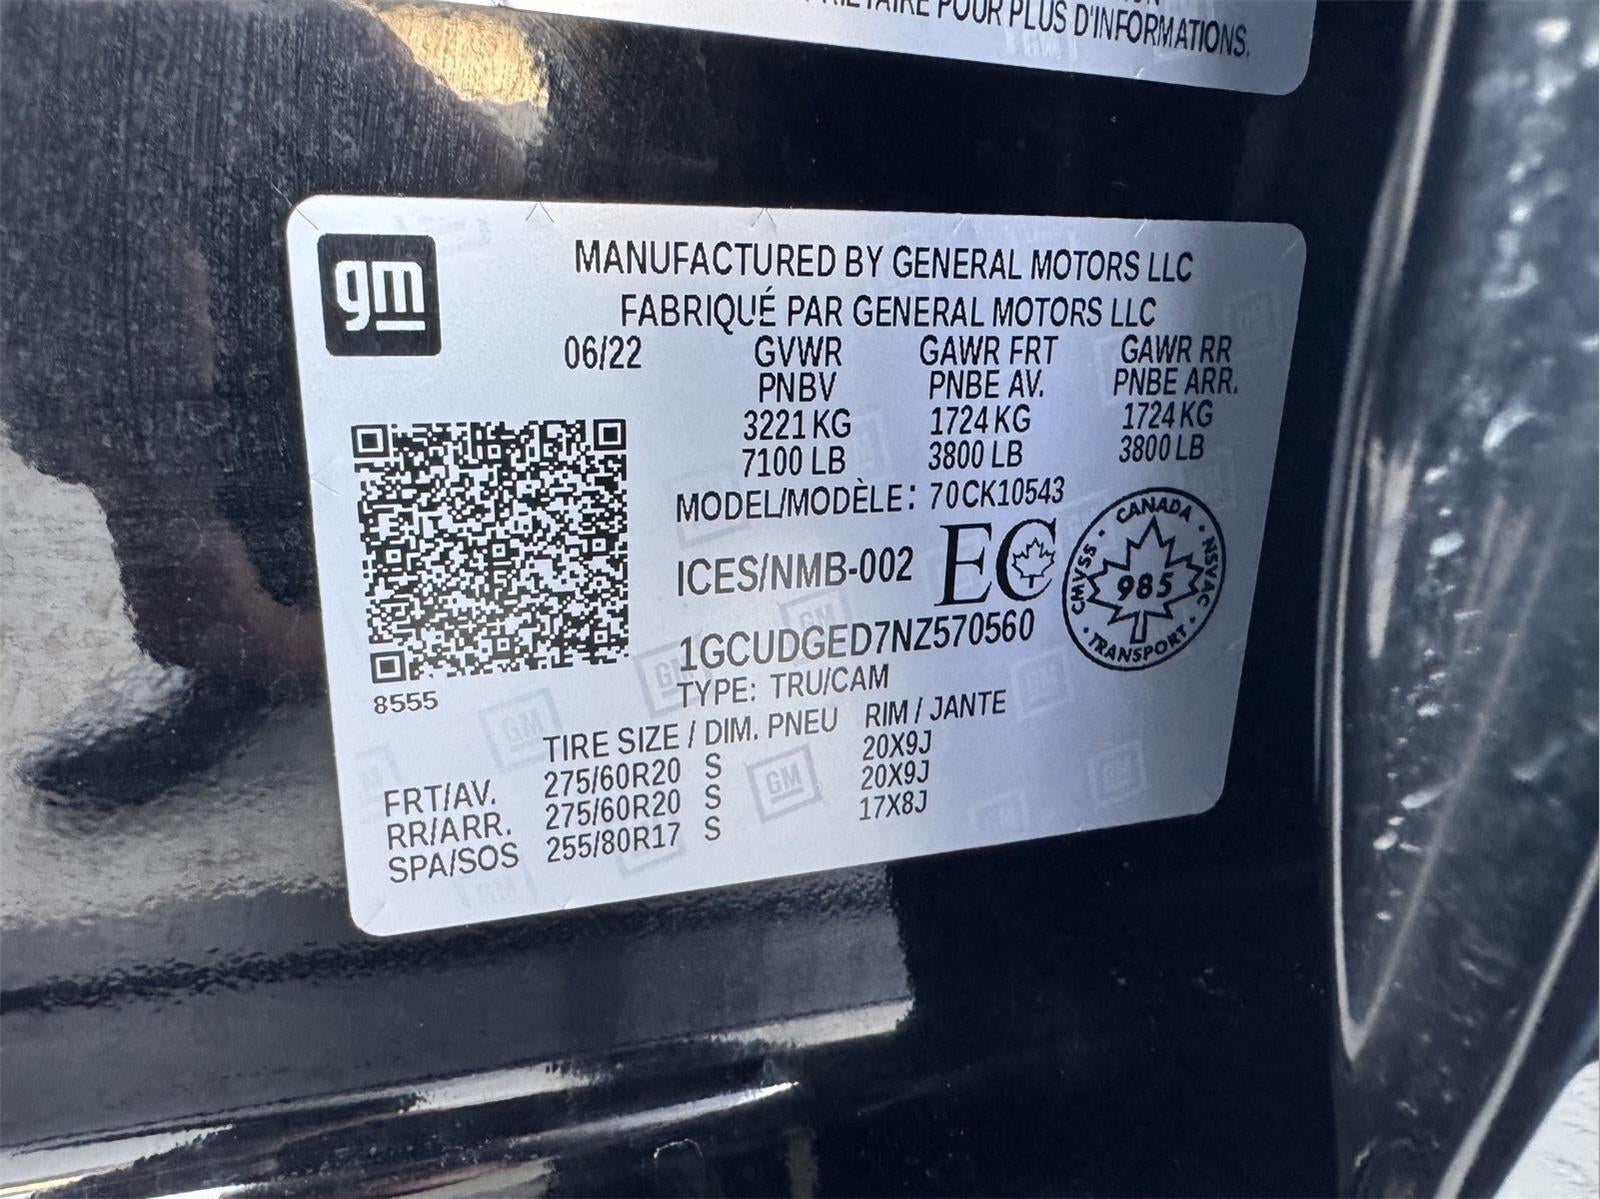 POUR PLUS D'INFORMATIONS.
gm
MANUFACTURED BY GENERAL MOTORS LLC
FABRIQUÉ PAR GENERAL MOTORS LLC
06/22 GVWR GAWR FRT GAWR RR
PNBV PNBE AV. PNBE ARR.
3221 KG 1724 KG 1724 KG
7100 LB 3800 LB 3800 LB
MODEL/MODÈLE: 70CK10543
ICES/NMB-002 EC
CANADA
CMVSS 985 NSVAC
TRANSPORT
1GCUDGED7NZ570560
8555
TYPE: TRU/CAM
TIRE SIZE / DIM. PNEU RIM / JANTE
FRT/AV. 275/60R20 S 20X9J
RR/ARR. 275/60R20 S 20X9J
SPA/SOS 255/80R17 S 17X8J